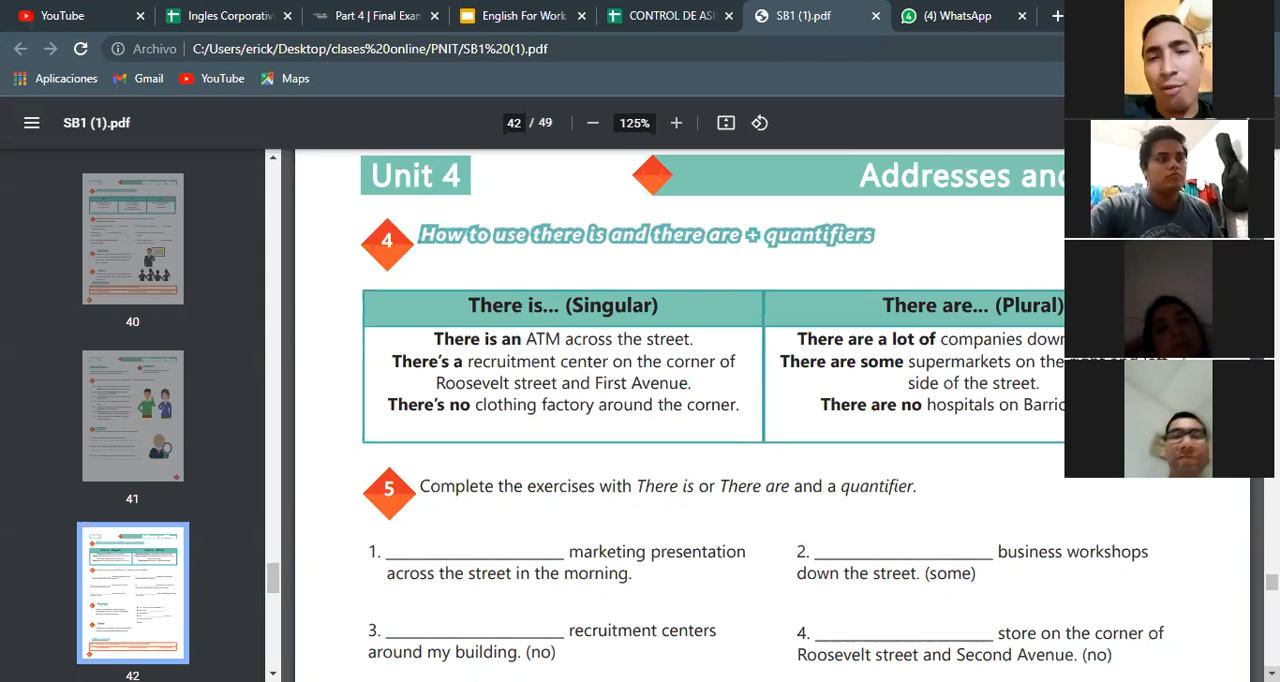 YouTube
Ingles Corporativ
Part 4 | Final Exar
English For Work
CONTROL DE ASI
SB1 (1).pdf
(4) WhatsApp
Archivo
C:/Users/erick/Desktop/clases%20online/PNIT/SB1%20(1).pdf
Aplicaciones
Gmail
YouTube
Maps
SB1 (1).pdf
42 / 49
125%
40
41
42
Unit 4
Addresses and
4
How to use there is and there are + quantifiers
There is... (Singular)
There is an ATM across the street.
There's a recruitment center on the corner of
Roosevelt street and First Avenue.
There's no clothing factory around the corner.
There are... (Plural)
There are a lot of companies down
There are some supermarkets on the right and left
side of the street.
There are no hospitals on Barrio
5
Complete the exercises with There is or There are and a quantifier.
1. ____________________ marketing presentation
across the street in the morning.
2. ____________________ business workshops
down the street. (some)
3. ____________________ recruitment centers
around my building. (no)
4. ____________________ store on the corner of
Roosevelt street and Second Avenue. (no)